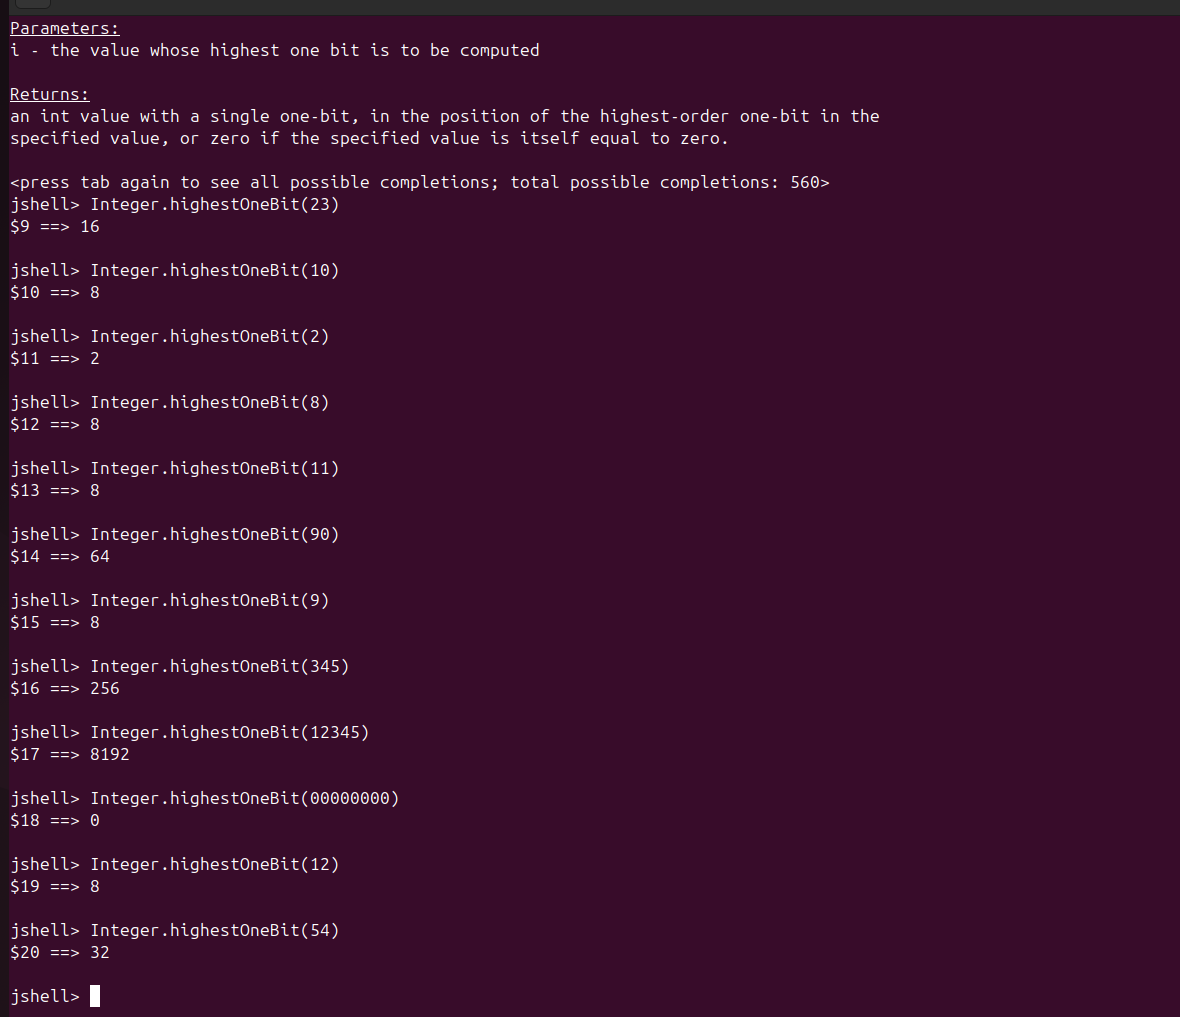 Parameters:
i - the value whose highest one bit is to be computed
Returns:
an int value with a single one-bit, in the position of the highest-order one-bit in the
specified value, or zero if the specified value is itself equal to zero.
<press tab again to see all possible completions; total possible completions: 560>
jshell> Integer.highestOneBit(23)
$9 ==> 16
jshell> Integer.highestOneBit(10)
$10 ==> 8
jshell> Integer.highestOneBit(2)
$11 ==> 2
jshell> Integer.highestOneBit(8)
$12 ==> 8
jshell> Integer.highestOneBit(11)
$13 ==> 8
jshell> Integer.highestOneBit(90)
$14 ==> 64
jshell> Integer.highestOneBit(9)
$15 ==> 8
jshell> Integer.highestOneBit(345)
$16 ==> 256
jshell> Integer.highestOneBit(12345)
$17 ==> 8192
jshell> Integer.highestOneBit(00000000)
$18 ==> 0
jshell> Integer.highestOneBit(12)
$19 ==> 8
jshell> Integer.highestOneBit(54)
$20 ==> 32
jshell>